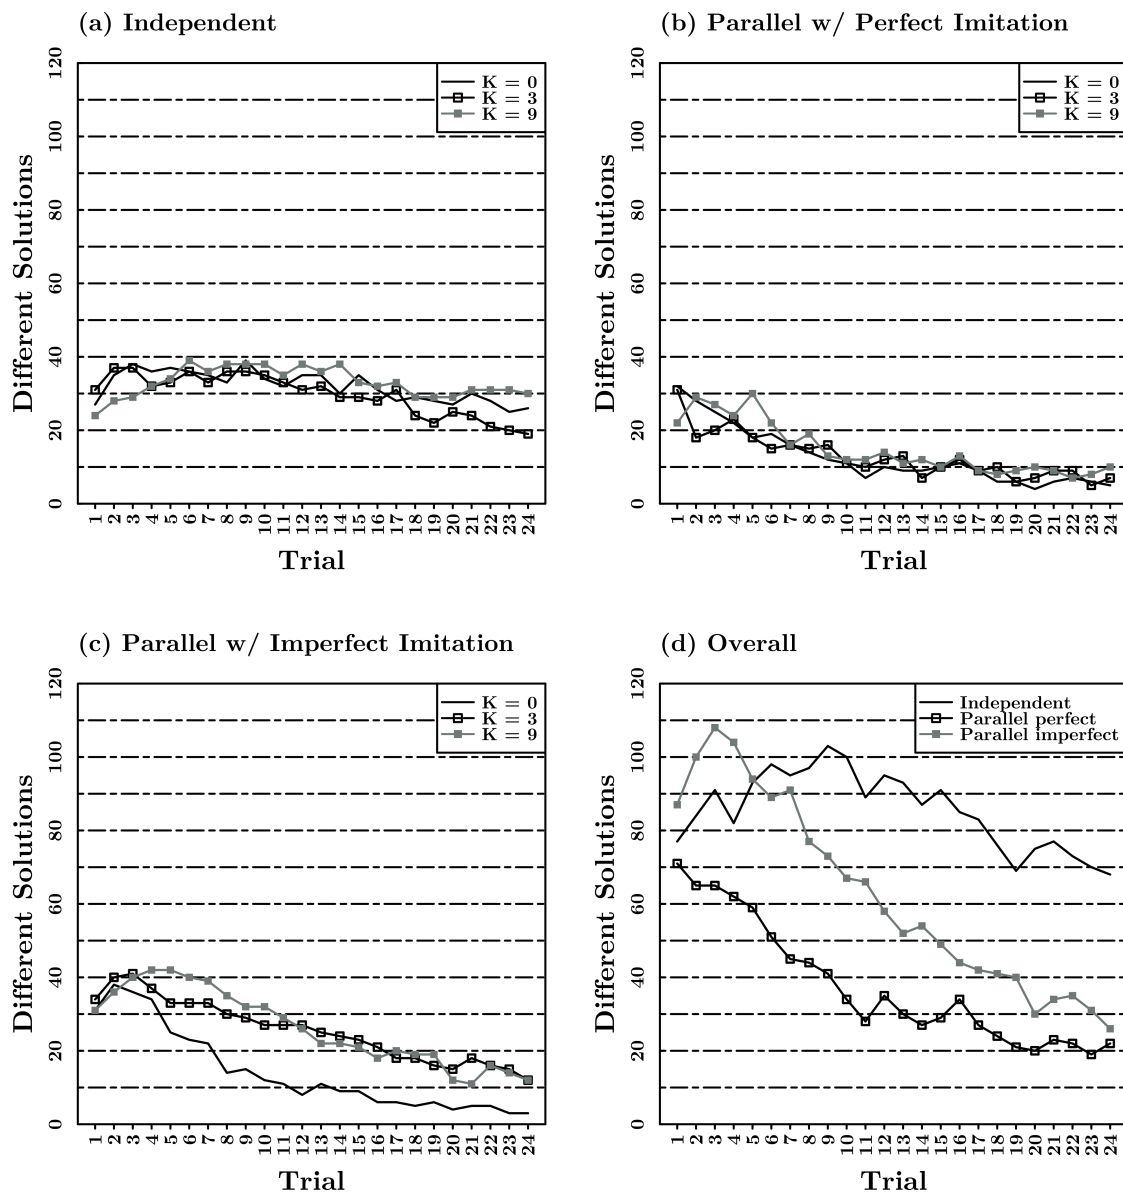 (a) Independent
Different Solutions
0 20 40 60 80 100 120
K = 0
K = 3
K = 9
1 2 3 4 5 6 7 8 9 10 11 12 13 14 15 16 17 18 19 20 21 22 23 24
Trial
(b) Parallel w/ Perfect Imitation
Different Solutions
0 20 40 60 80 100 120
K = 0
K = 3
K = 9
1 2 3 4 5 6 7 8 9 10 11 12 13 14 15 16 17 18 19 20 21 22 23 24
Trial
(c) Parallel w/ Imperfect Imitation
Different Solutions
0 20 40 60 80 100 120
K = 0
K = 3
K = 9
1 2 3 4 5 6 7 8 9 10 11 12 13 14 15 16 17 18 19 20 21 22 23 24
Trial
(d) Overall
Different Solutions
0 20 40 60 80 100 120
Independent
Parallel perfect
Parallel imperfect
1 2 3 4 5 6 7 8 9 10 11 12 13 14 15 16 17 18 19 20 21 22 23 24
Trial